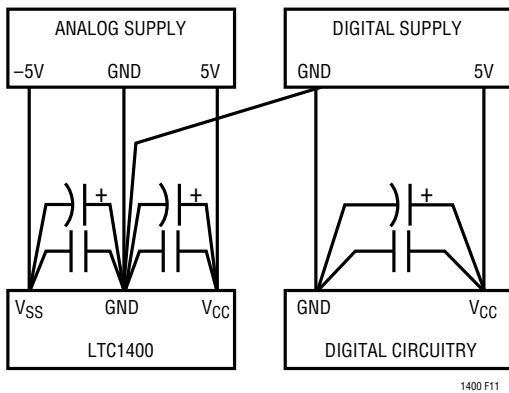 ANALOG SUPPLY
–5V GND 5V
DIGITAL SUPPLY
GND 5V
+ +
+
VSS GND VCC
LTC1400
GND VCC
DIGITAL CIRCUITRY
1400 F11